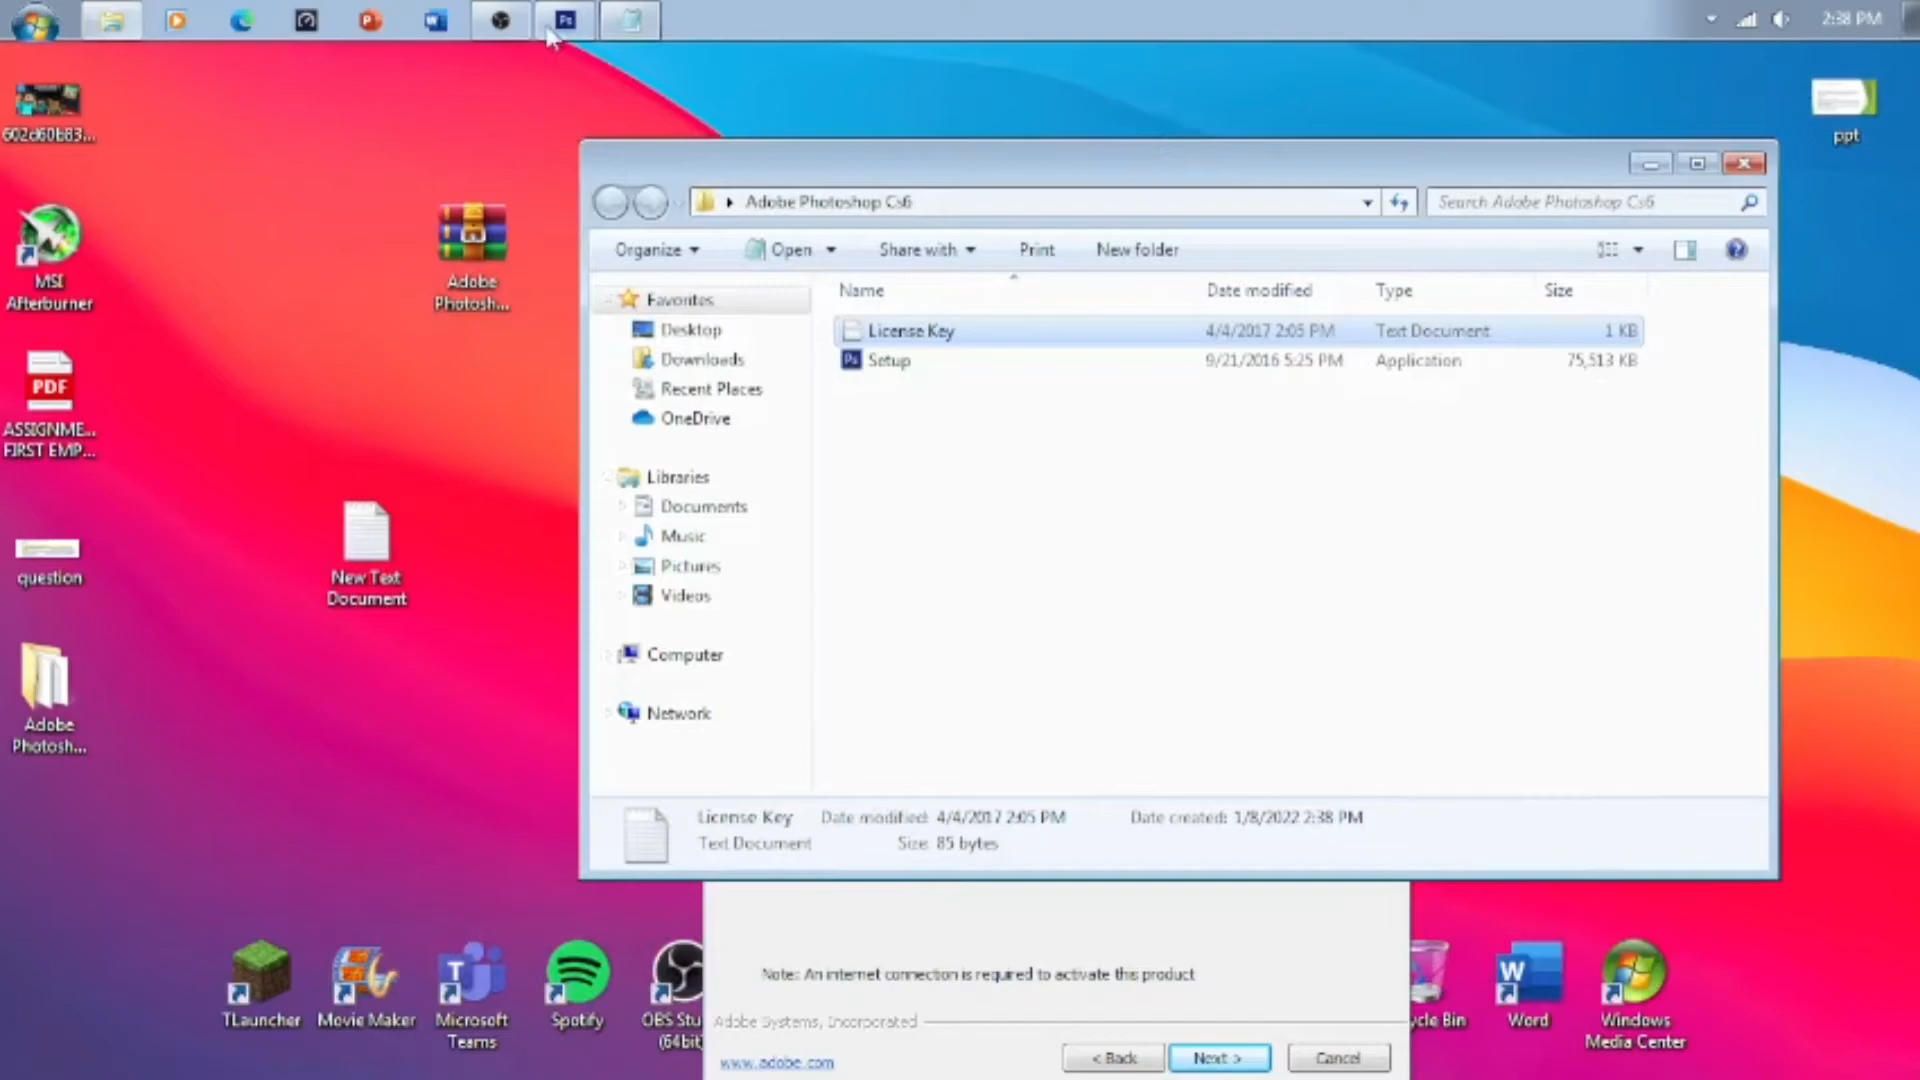 2:38 PM
602d60b83...
MSI
Afterburner
PDF
ASSIGNME...
FIRST EMP...
question
Adobe
Photosh...
Adobe
Photosh...
New Text
Document
ppt
Adobe Photoshop Cs6
Search Adobe Photoshop Cs6
Organize
Open
Share with
Print
New folder
Name
Date modified
Type
Size
License Key
4/4/2017 2:05 PM
Text Document
1 KB
Ps
Setup
9/21/2016 5:25 PM
Application
75,513 KB
Favorites
Desktop
Downloads
Recent Places
OneDrive
Libraries
Documents
Music
Pictures
Videos
Computer
Network
License Key Date modified: 4/4/2017 2:05 PM Date created: 1/8/2022 2:38 PM
Text Document Size: 85 bytes
Note: An internet connection is required to activate this product
Adobe Systems, Incorporated
www.adobe.com
< Back
Next >
Cancel
TLauncher
Movie Maker
Microsoft
Teams
Spotify
OBS Stu
(64bit
ycle Bin
Word
Windows
Media Center